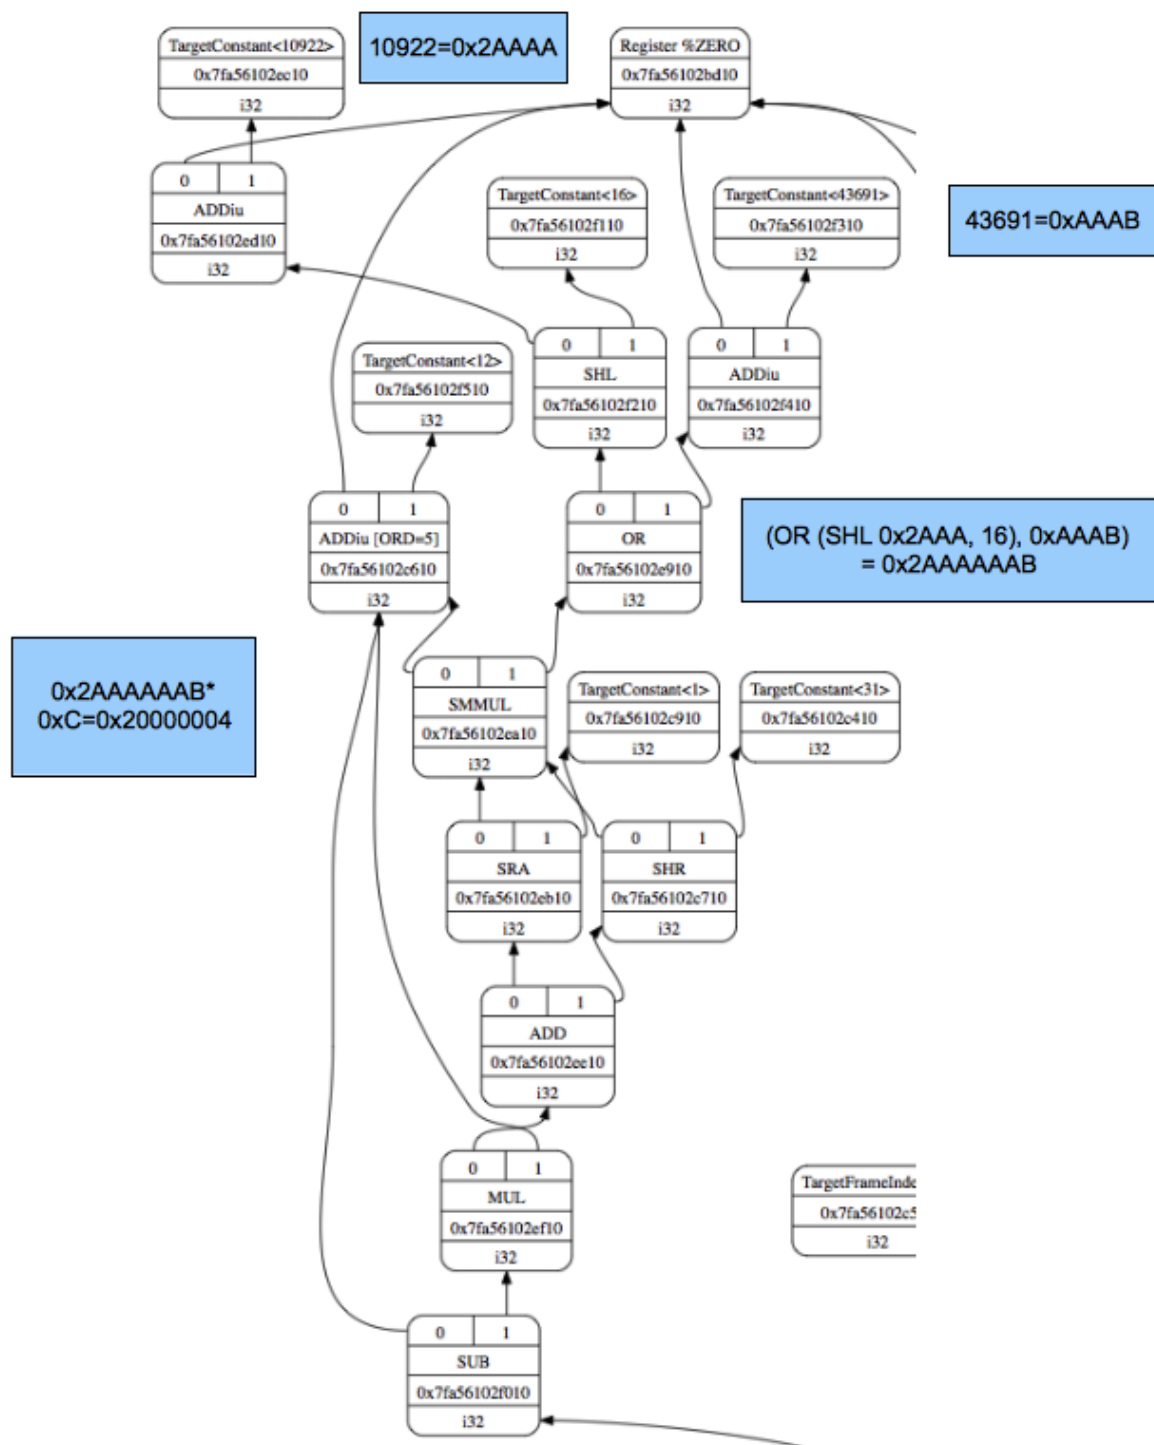 TargetConstant<10922>
0x7fa56102ec10
i32
10922=0x2AAAA
Register %ZERO
0x7fa56102bd10
i32
0 1
ADDiu
0x7fa56102ed10
i32
TargetConstant<16>
0x7fa56102f110
i32
TargetConstant<43691>
0x7fa56102f310
i32
43691=0xAAAB
TargetConstant<12>
0x7fa56102f510
i32
0 1
SHL
0x7fa56102f210
i32
0 1
ADDiu
0x7fa56102f410
i32
0 1
ADDiu [ORD=5]
0x7fa56102c610
i32
0 1
OR
0x7fa56102e910
i32
(OR (SHL 0x2AAA, 16), 0xAAAB)
= 0x2AAAAAAB
0x2AAAAAAB*
0xC=0x20000004
0 1
SMMUL
0x7fa56102ea10
i32
TargetConstant<1>
0x7fa56102c910
i32
TargetConstant<31>
0x7fa56102c410
i32
0 1
SRA
0x7fa56102eb10
i32
0 1
SHR
0x7fa56102c710
i32
0 1
ADD
0x7fa56102ee10
i32
0 1
MUL
0x7fa56102ef10
i32
TargetFrameInde
0x7fa56102c5
i32
0 1
SUB
0x7fa56102f010
i32